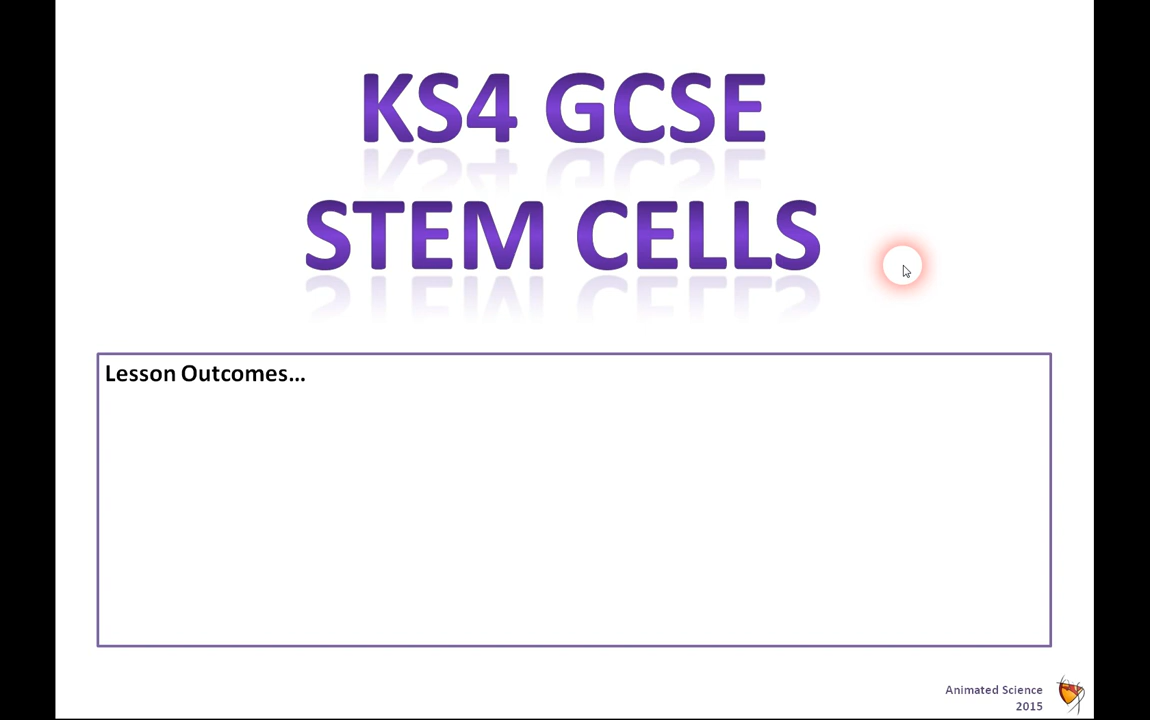 KS4 GCSE
STEM CELLS
Lesson Outcomes...
Animated Science
2015